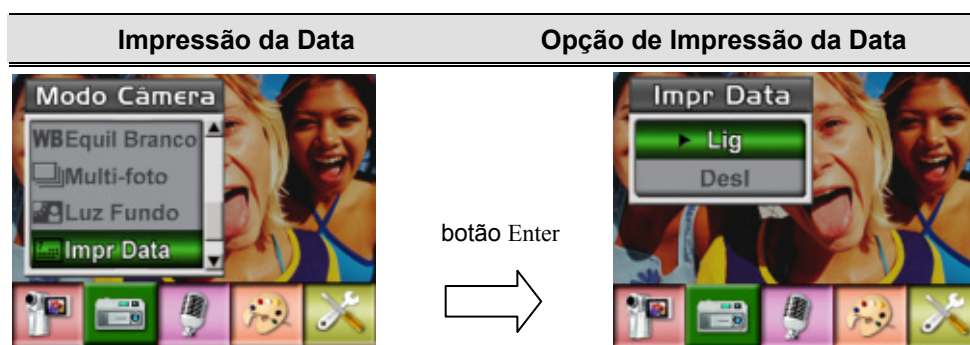 Impressão da Data
Opção de Impressão da Data
Modo Câmera
WB Equil Branco
Multi-foto
Luz Fundo
Impr Data
botão Enter
Impr Data
Lig
Desl